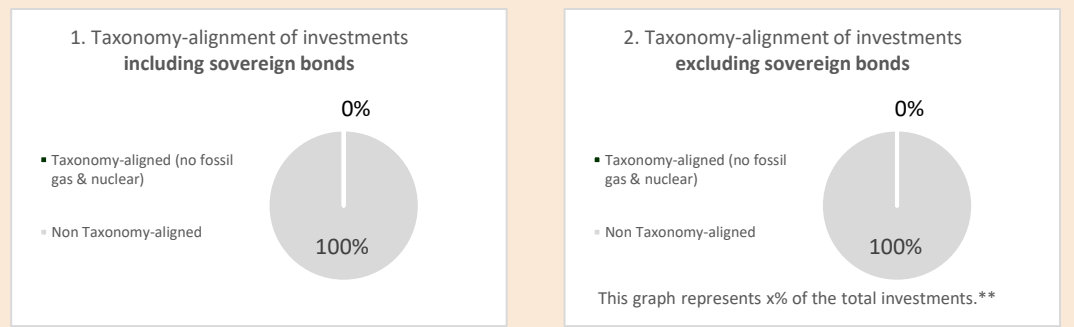 1. Taxonomy-alignment of investments
including sovereign bonds
0%
Taxonomy-aligned (no fossil
gas & nuclear)
Non Taxonomy-aligned
100%
2. Taxonomy-alignment of investments
excluding sovereign bonds
0%
Taxonomy-aligned (no fossil
gas & nuclear)
Non Taxonomy-aligned
100%
This graph represents x% of the total investments.**